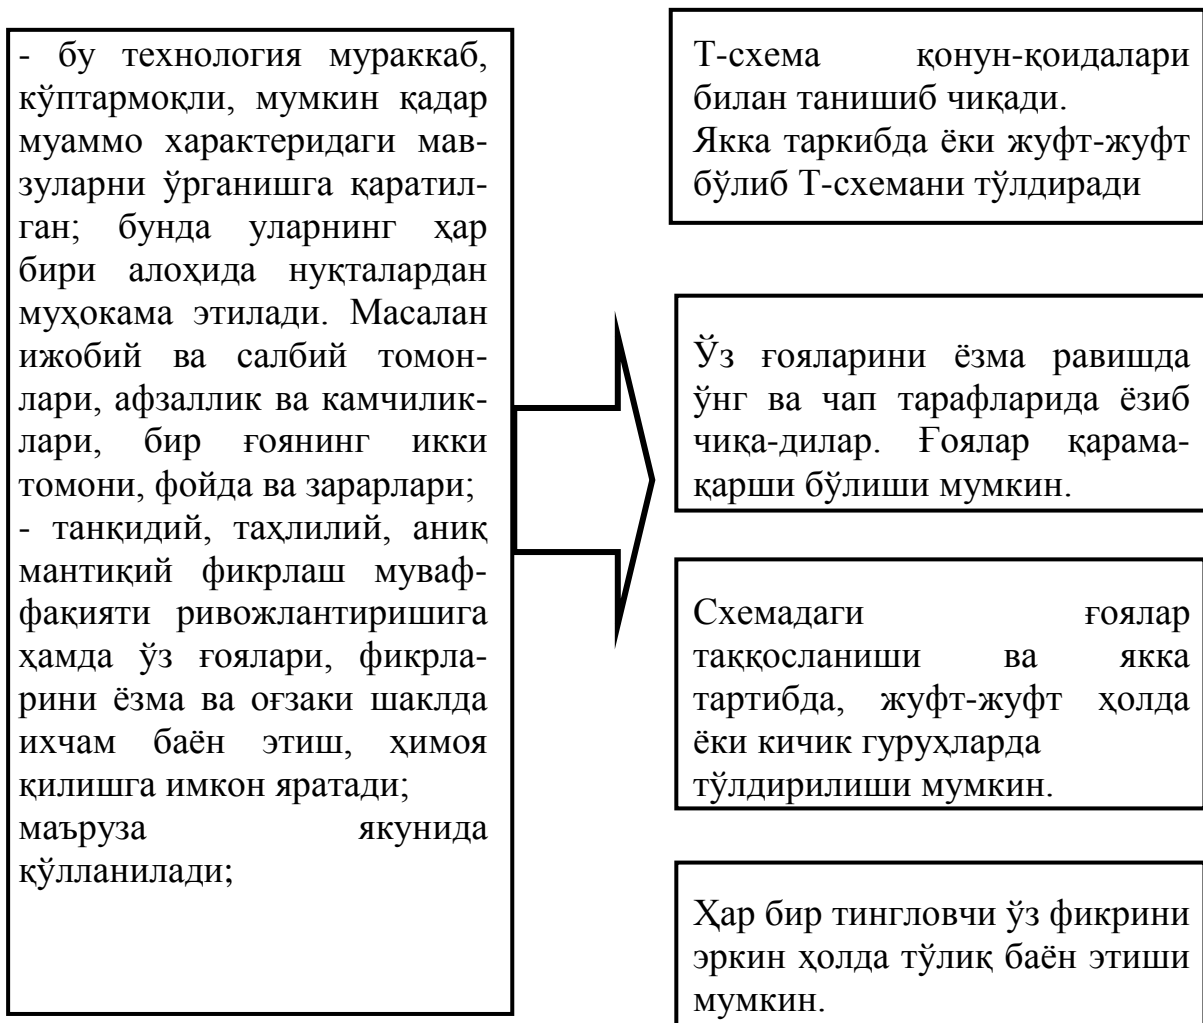 - бу технология мураккаб,
кўптармоқли, мумкин қадар
муаммо характеридаги мав-
зуларни ўрганишга қаратил-
ган; бунда уларнинг ҳар
бири алоҳида нуқталардан
муҳокама этилади. Масалан
ижобий ва салбий томон-
лари, афзаллик ва камчилик-
лари, бир ғоянинг икки
томони, фойда ва зарарлари;
- танқидий, таҳлилий, аниқ
мантиқий фикрлаш мувaф-
фақияти ривожлантиришига
ҳамда ўз ғоялари, фикрла-
рини ёзма ва оғзаки шаклда
ихчам баён этиш, ҳимоя
қилишга имкон яратади;
маъруза якунида
қўлланилади;
Т-схема қонун-қоидалари
билан танишиб чиқади.
Якка таркибда ёки жуфт-жуфт
бўлиб Т-схемани тўлдиради
Ўз ғояларини ёзма равишда
ўнг ва чап тарафларида ёзиб
чиқа-дилар. Ғоялар қарама-
қарши бўлиши мумкин.
Схемадаги ғоялар
таққосланиши ва якка
тартибда, жуфт-жуфт ҳолда
ёки кичик гуруҳларда
тўлдирилиши мумкин.
Ҳар бир тингловчи ўз фикрини
эркин ҳолда тўлиқ баён этиши
мумкин.